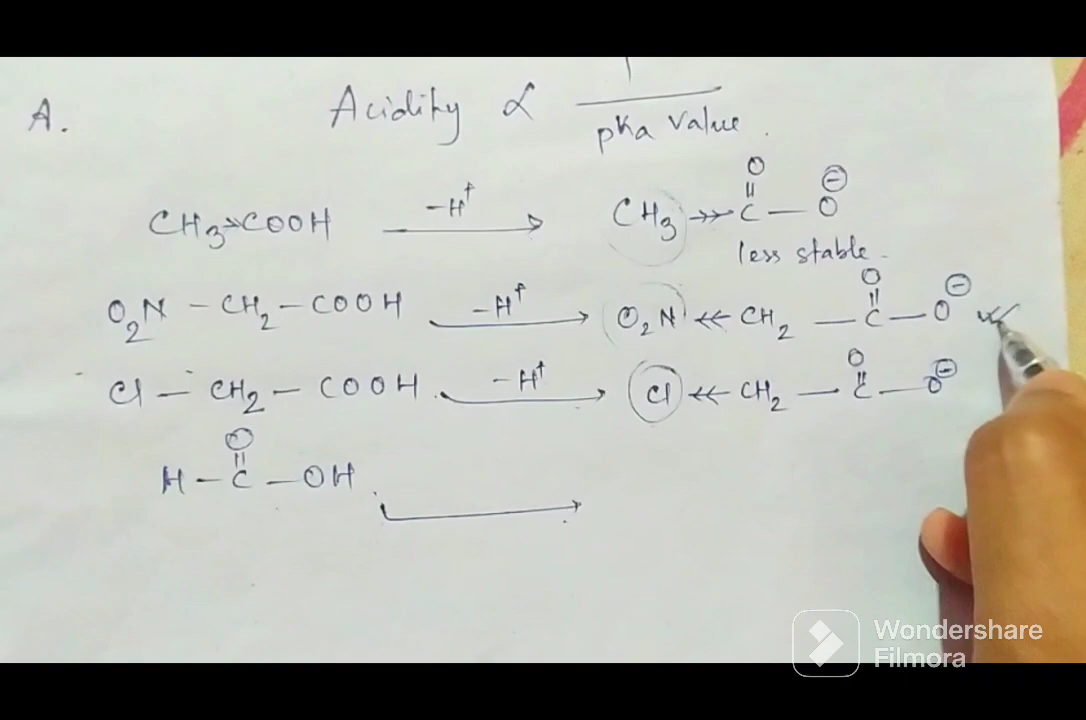 A. Acidity ∝ 1 / pKa value.
CH3→COOH —H+ CH3→→C(=O)—O⊖
less stable.
O2N—CH2—COOH —H+ O2N←←CH2—C(=O)—O⊖
Cl—CH2—COOH —H+ Cl←←CH2—C(=O)—O⊖
H—C(=O)—OH
Wondershare
Filmora